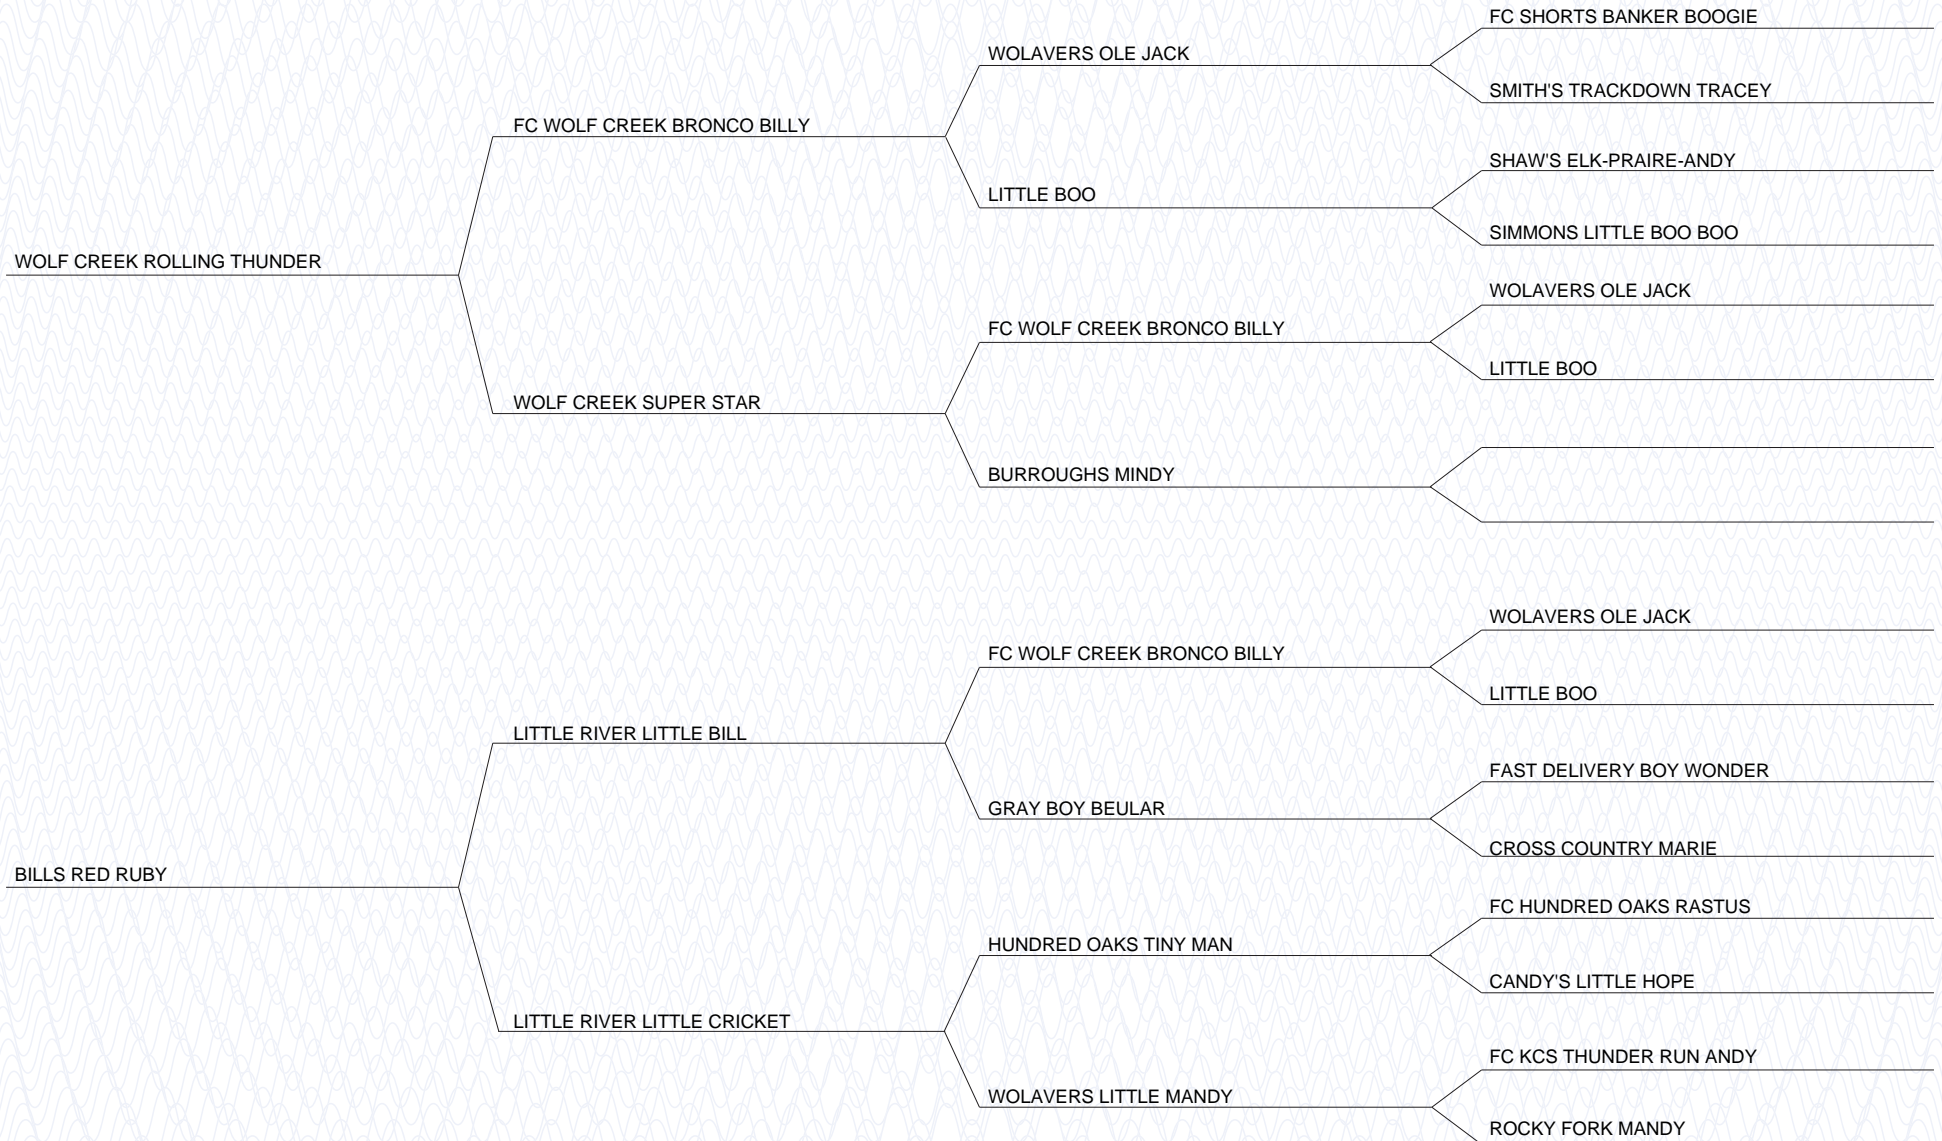 FC SHORTS BANKER BOOGIE
WOLAVERS OLE JACK
SMITH'S TRACKDOWN TRACEY
FC WOLF CREEK BRONCO BILLY
SHAW'S ELK-PRAIRE-ANDY
LITTLE BOO
SIMMONS LITTLE BOO BOO
WOLF CREEK ROLLING THUNDER
WOLAVERS OLE JACK
FC WOLF CREEK BRONCO BILLY
LITTLE BOO
WOLF CREEK SUPER STAR
BURROUGHS MINDY
WOLAVERS OLE JACK
FC WOLF CREEK BRONCO BILLY
LITTLE BOO
LITTLE RIVER LITTLE BILL
FAST DELIVERY BOY WONDER
GRAY BOY BEULAR
CROSS COUNTRY MARIE
BILLS RED RUBY
FC HUNDRED OAKS RASTUS
HUNDRED OAKS TINY MAN
CANDY'S LITTLE HOPE
LITTLE RIVER LITTLE CRICKET
FC KCS THUNDER RUN ANDY
WOLAVERS LITTLE MANDY
ROCKY FORK MANDY